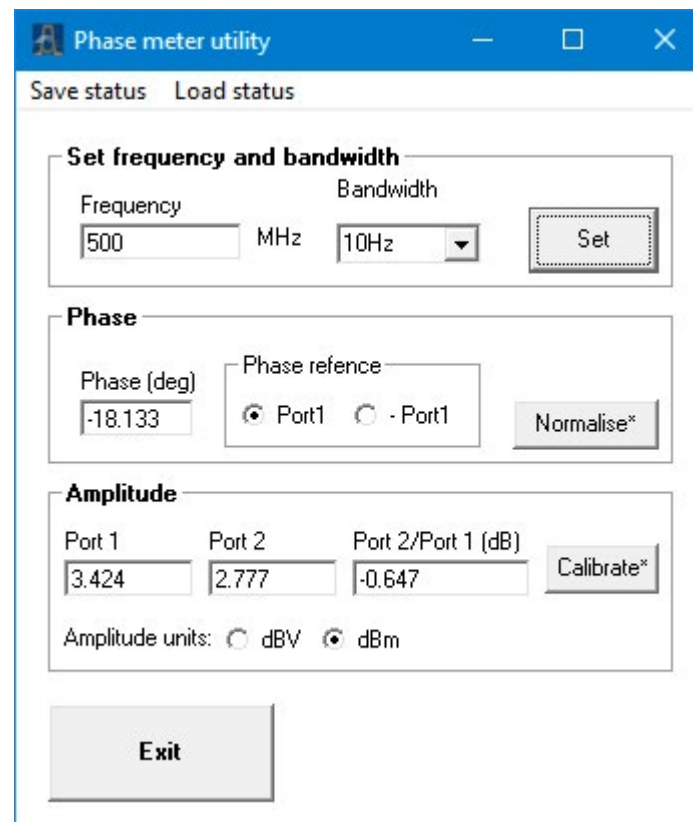 Phase meter utility
Save status Load status
Set frequency and bandwidth
Frequency
Bandwidth
500
MHz
10Hz
Set
Phase
Phase (deg)
Phase refence
-18.133
Port1
- Port1
Normalise*
Amplitude
Port 1 Port 2 Port 2/Port 1 (dB)
3.424 2.777 -0.647
Calibrate*
Amplitude units: dBV dBm
Exit